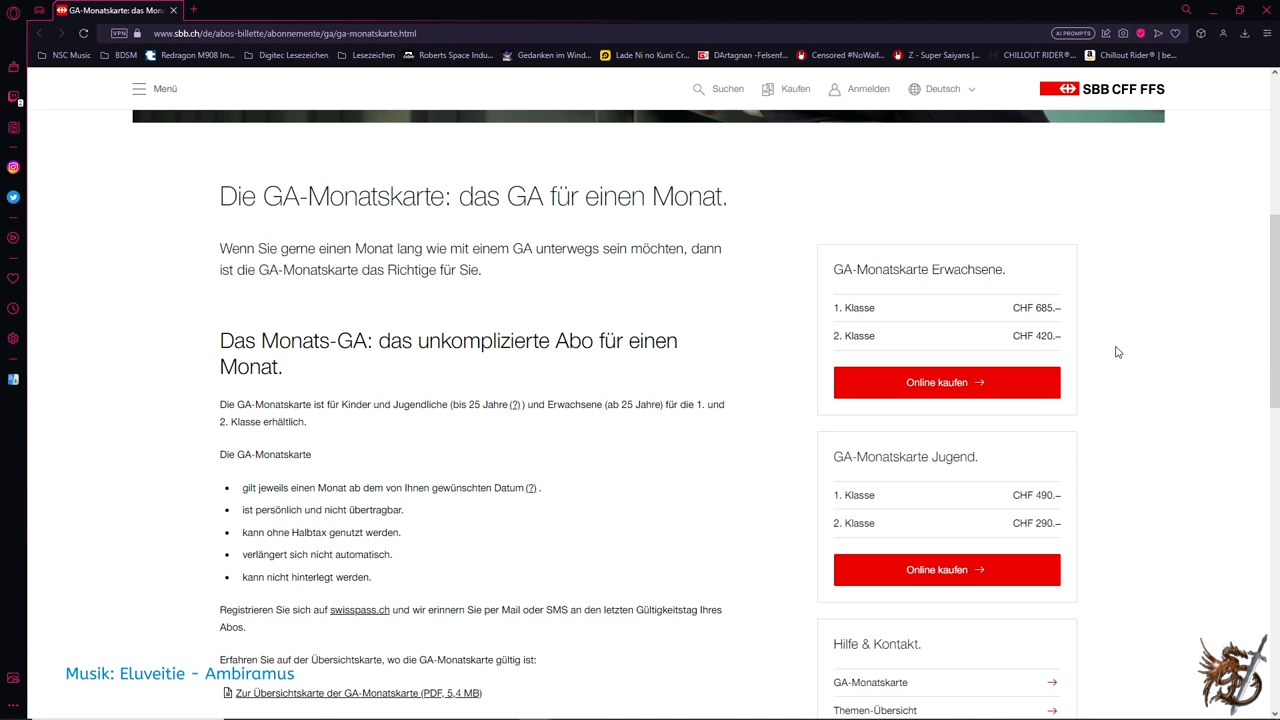 GA-Monatskarte: das Mona
VPN
www.sbb.ch/de/abos-billette/abonnemente/ga/ga-monatskarte.html
AI PROMPTS
NSC Music
BDSM
Redragon M908 Im...
Digitec Lesezeichen
Lesezeichen
Roberts Space Indu...
Gedanken im Wind...
Lade Ni no Kuni: Cr...
DArtagnan -Felsenf...
Censored #NoWaif...
Z - Super Saiyans |...
CHILLOUT RIDER®...
Chillout Rider® | be...
2
Menü
Suchen
Kaufen
Anmelden
Deutsch
SBB CFF FFS
Die GA-Monatskarte: das GA für einen Monat.
Wenn Sie gerne einen Monat lang wie mit einem GA unterwegs sein möchten, dann
ist die GA-Monatskarte das Richtige für Sie.
Das Monats-GA: das unkomplizierte Abo für einen
Monat.
Die GA-Monatskarte ist für Kinder und Jugendliche (bis 25 Jahre (?) ) und Erwachsene (ab 25 Jahre) für die 1. und
2. Klasse erhältlich.
Die GA-Monatskarte
• gilt jeweils einen Monat ab dem von Ihnen gewünschten Datum (?) .
• ist persönlich und nicht übertragbar.
• kann ohne Halbtax genutzt werden.
• verlängert sich nicht automatisch.
• kann nicht hinterlegt werden.
Registrieren Sie sich auf swisspass.ch und wir erinnern Sie per Mail oder SMS an den letzten Gültigkeitstag Ihres
Abos.
Erfahren Sie auf der Übersichtskarte, wo die GA-Monatskarte gültig ist:
Zur Übersichtskarte der GA-Monatskarte (PDF, 5,4 MB)
GA-Monatskarte Erwachsene.
1. Klasse CHF 685.–
2. Klasse CHF 420.–
Online kaufen
GA-Monatskarte Jugend.
1. Klasse CHF 490.–
2. Klasse CHF 290.–
Online kaufen
Hilfe & Kontakt.
GA-Monatskarte
Themen-Übersicht
Musik: Eluveitie - Ambiramus